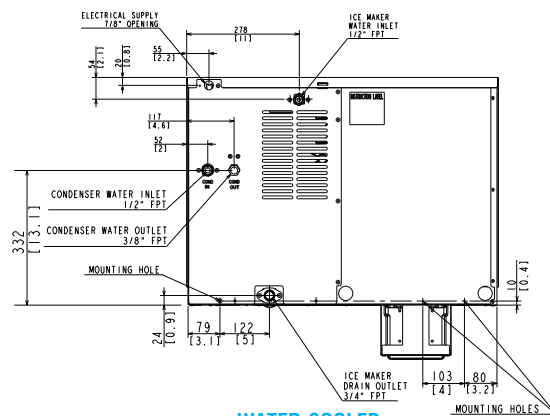 ELECTRICAL SUPPLY
7/8" OPENING
278
[11]
ICE MAKER
WATER INLET
1/2" FPT
55
[2.2]
54
[2.1]
20
[0.8]
INSTRUCTION LABEL
117
[4.6]
52
[2]
COND
IN
COND
OUT
CONDENSER WATER INLET
1/2" FPT
332
[13.1]
CONDENSER WATER OUTLET
3/8" FPT
MOUNTING HOLE
10
[0.4]
24
[0.9]
79
[3.1]
122
[5]
103
[4]
80
[3.2]
ICE MAKER
DRAIN OUTLET
3/4" FPT
MOUNTING HOLES